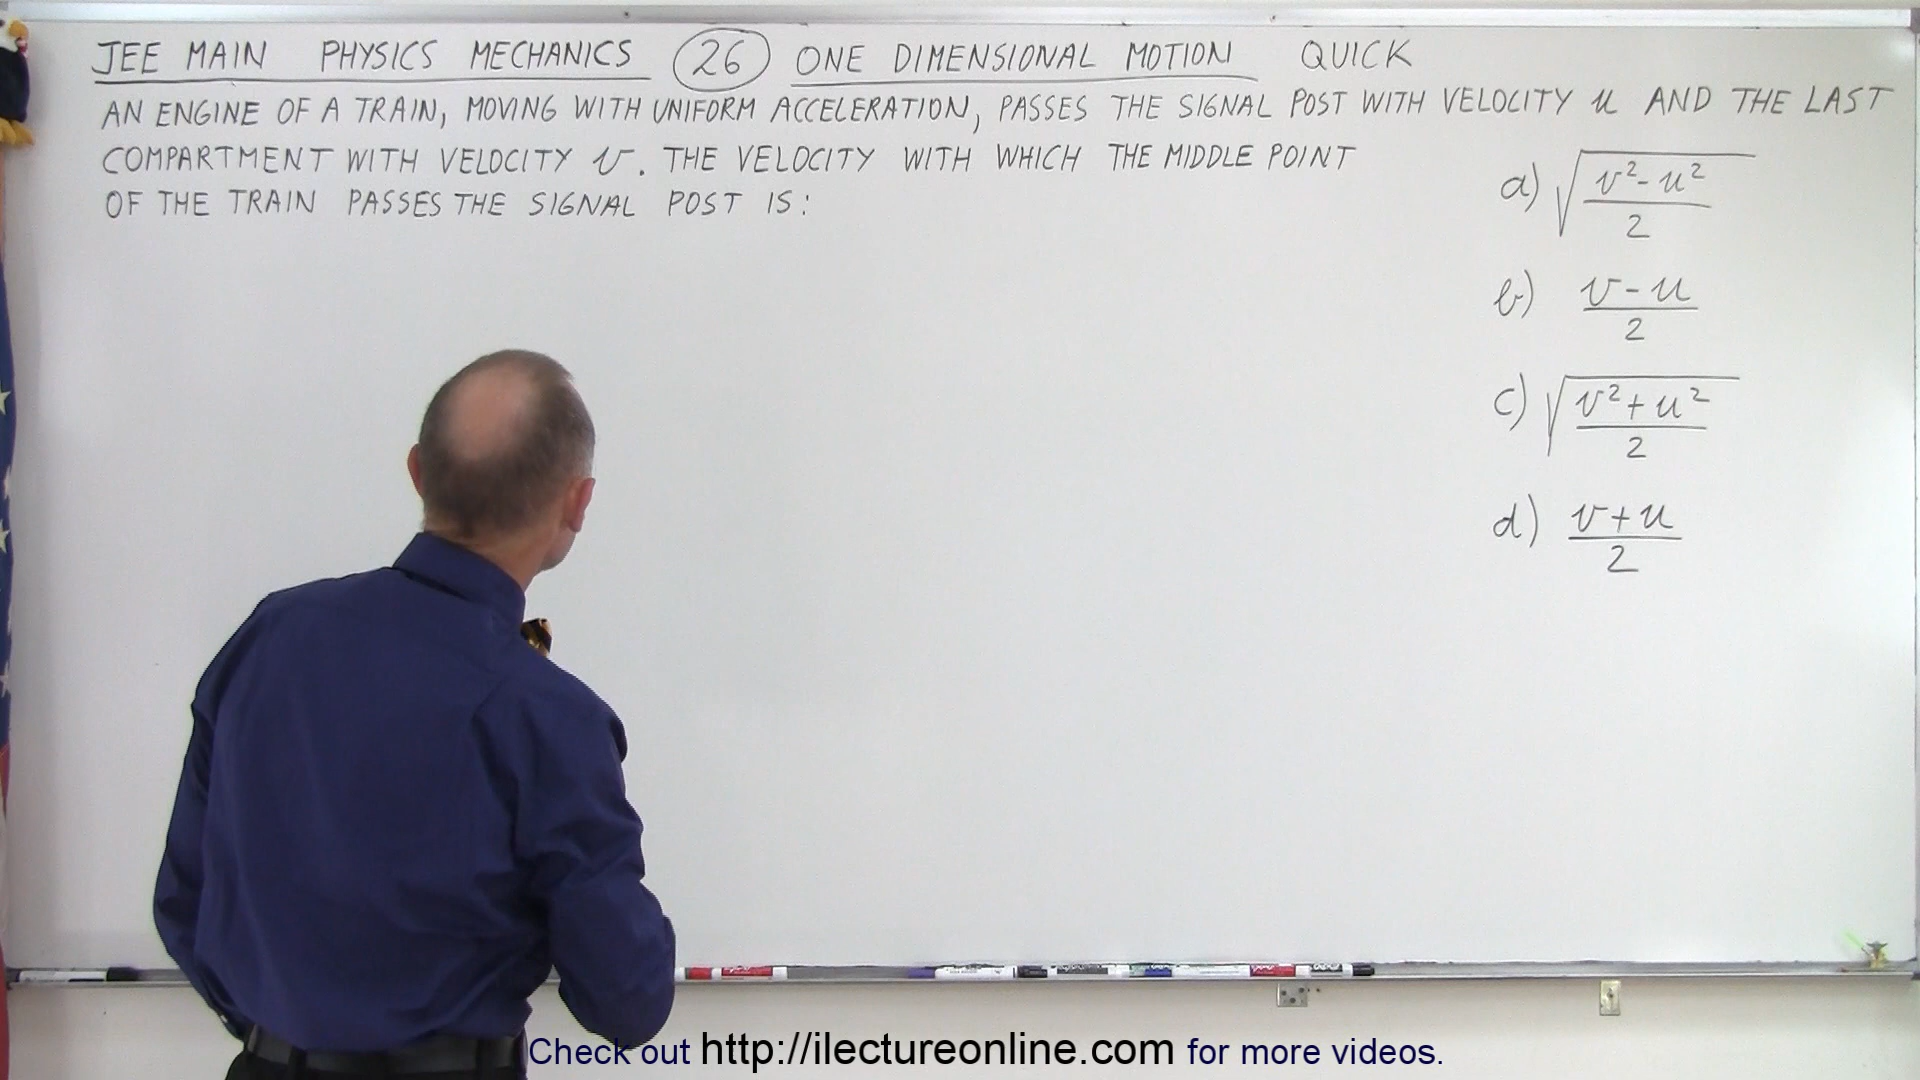 JEE MAIN PHYSICS MECHANICS 26 ONE DIMENSIONAL MOTION QUICK
AN ENGINE OF A TRAIN, MOVING WITH UNIFORM ACCELERATION, PASSES THE SIGNAL POST WITH VELOCITY u AND THE LAST
COMPARTMENT WITH VELOCITY v. THE VELOCITY WITH WHICH THE MIDDLE POINT
OF THE TRAIN PASSES THE SIGNAL POST IS:
a) √((v²-u²)/2)
b) (v-u)/2
c) √((v²+u²)/2)
d) (v+u)/2
Check out http://ilectureonline.com for more videos.